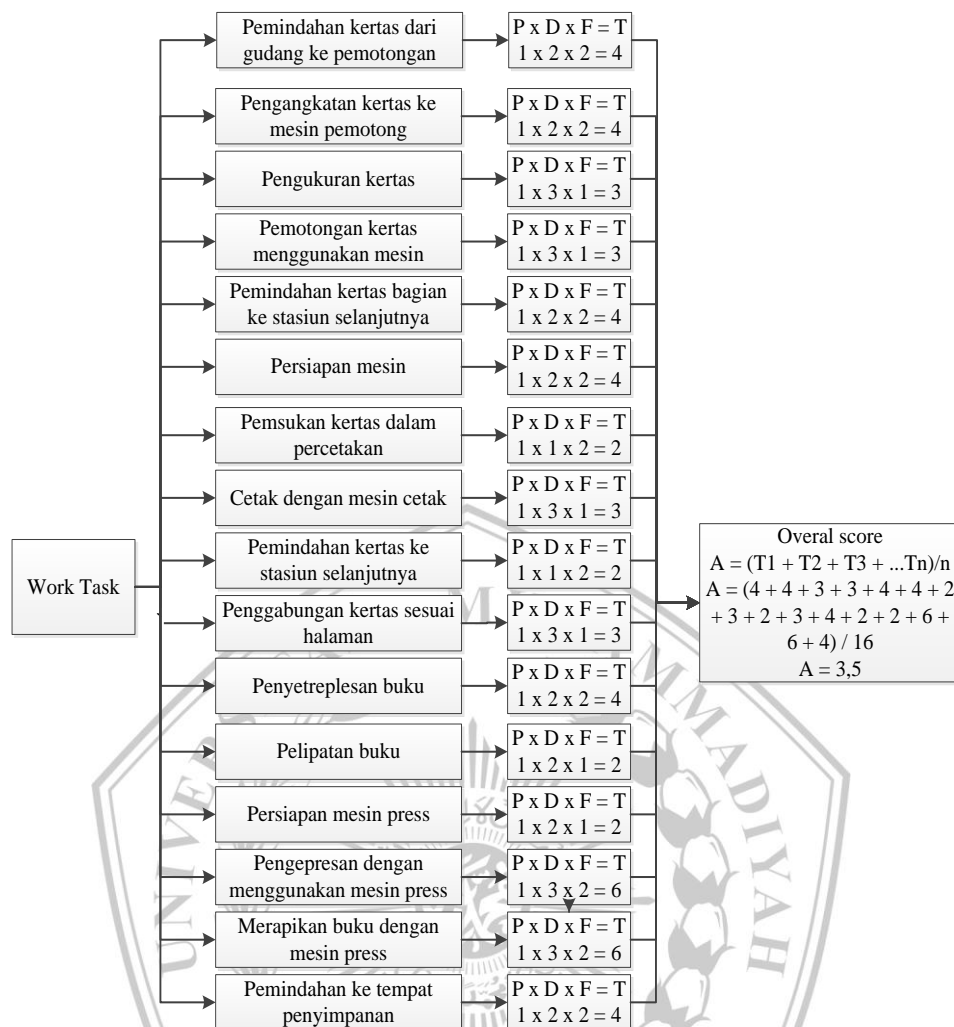 Work Task
Pemindahan kertas dari
gudang ke pemotongan
P x D x F = T
1 x 2 x 2 = 4
Pengangkatan kertas ke
mesin pemotong
P x D x F = T
1 x 2 x 2 = 4
Pengukuran kertas
P x D x F = T
1 x 3 x 1 = 3
Pemotongan kertas
menggunakan mesin
P x D x F = T
1 x 3 x 1 = 3
Pemindahan kertas bagian
ke stasiun selanjutnya
P x D x F = T
1 x 2 x 2 = 4
Persiapan mesin
P x D x F = T
1 x 2 x 2 = 4
Pemsukan kertas dalam
percetakan
P x D x F = T
1 x 1 x 2 = 2
Cetak dengan mesin cetak
P x D x F = T
1 x 3 x 1 = 3
Pemindahan kertas ke
stasiun selanjutnya
P x D x F = T
1 x 1 x 2 = 2
Penggabungan kertas sesuai
halaman
P x D x F = T
1 x 3 x 1 = 3
Penyetreplesan buku
P x D x F = T
1 x 2 x 2 = 4
Pelipatan buku
P x D x F = T
1 x 2 x 1 = 2
Persiapan mesin press
P x D x F = T
1 x 2 x 1 = 2
Pengepresan dengan
menggunakan mesin press
P x D x F = T
1 x 3 x 2 = 6
Merapikan buku dengan
mesin press
P x D x F = T
1 x 3 x 2 = 6
Pemindahan ke tempat
penyimpanan
P x D x F = T
1 x 2 x 2 = 4
Overal score
A = (T1 + T2 + T3 + ...Tn)/n
A = (4 + 4 + 3 + 3 + 4 + 4 + 2
+ 3 + 2 + 3 + 4 + 2 + 2 + 6 +
6 + 4) / 16
A = 3,5